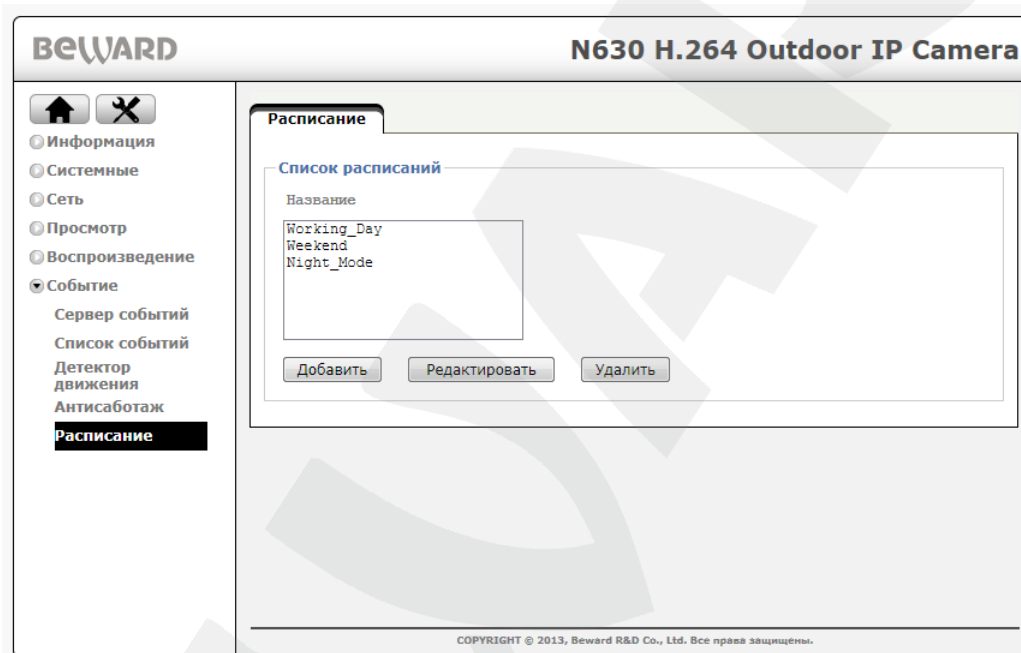 BEWARD
N630 H.264 Outdoor IP Camera
Информация
Системные
Сеть
Просмотр
Воспроизведение
Событие
Сервер событий
Список событий
Детектор
движения
Антисаботаж
Расписание
Расписание
Список расписаний
Название
Working_Day
Weekend
Night_Mode
Добавить
Редактировать
Удалить
COPYRIGHT © 2013, Beward R&D Co., Ltd. Все права защищены.